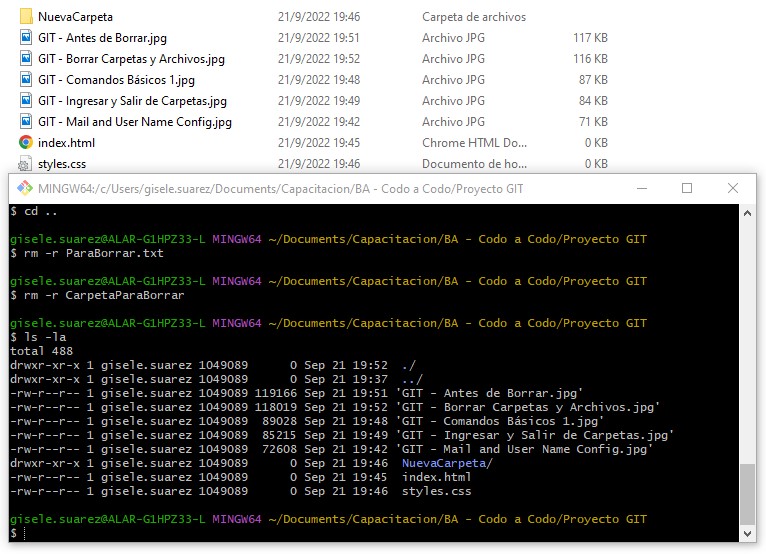 NuevaCarpeta 21/9/2022 19:46 Carpeta de archivos
GIT - Antes de Borrar.jpg 21/9/2022 19:51 Archivo JPG 117 KB
GIT - Borrar Carpetas y Archivos.jpg 21/9/2022 19:52 Archivo JPG 116 KB
GIT - Comandos Básicos 1.jpg 21/9/2022 19:48 Archivo JPG 87 KB
GIT - Ingresar y Salir de Carpetas.jpg 21/9/2022 19:49 Archivo JPG 84 KB
GIT - Mail and User Name Config.jpg 21/9/2022 19:42 Archivo JPG 71 KB
index.html 21/9/2022 19:45 Chrome HTML Do... 0 KB
styles.css 21/9/2022 19:46 Documento de ho... 0 KB
MINGW64:/c/Users/gisele.suarez/Documents/Capacitacion/BA - Codo a Codo/Proyecto GIT
$ cd ..
gisele.suarez@ALAR-G1HPZ33-L MINGW64 ~/Documents/Capacitacion/BA - Codo a Codo/Proyecto GIT
$ rm -r ParaBorrar.txt
gisele.suarez@ALAR-G1HPZ33-L MINGW64 ~/Documents/Capacitacion/BA - Codo a Codo/Proyecto GIT
$ rm -r CarpetaParaBorrar
gisele.suarez@ALAR-G1HPZ33-L MINGW64 ~/Documents/Capacitacion/BA - Codo a Codo/Proyecto GIT
$ ls -la
total 488
drwxr-xr-x 1 gisele.suarez 1049089 0 Sep 21 19:52 ./
drwxr-xr-x 1 gisele.suarez 1049089 0 Sep 21 19:37 ../
-rw-r--r-- 1 gisele.suarez 1049089 119166 Sep 21 19:51 'GIT - Antes de Borrar.jpg'
-rw-r--r-- 1 gisele.suarez 1049089 118019 Sep 21 19:52 'GIT - Borrar Carpetas y Archivos.jpg'
-rw-r--r-- 1 gisele.suarez 1049089 89028 Sep 21 19:48 'GIT - Comandos Básicos 1.jpg'
-rw-r--r-- 1 gisele.suarez 1049089 85215 Sep 21 19:49 'GIT - Ingresar y Salir de Carpetas.jpg'
-rw-r--r-- 1 gisele.suarez 1049089 72608 Sep 21 19:42 'GIT - Mail and User Name Config.jpg'
drwxr-xr-x 1 gisele.suarez 1049089 0 Sep 21 19:46 NuevaCarpeta/
-rw-r--r-- 1 gisele.suarez 1049089 0 Sep 21 19:45 index.html
-rw-r--r-- 1 gisele.suarez 1049089 0 Sep 21 19:46 styles.css
gisele.suarez@ALAR-G1HPZ33-L MINGW64 ~/Documents/Capacitacion/BA - Codo a Codo/Proyecto GIT
$